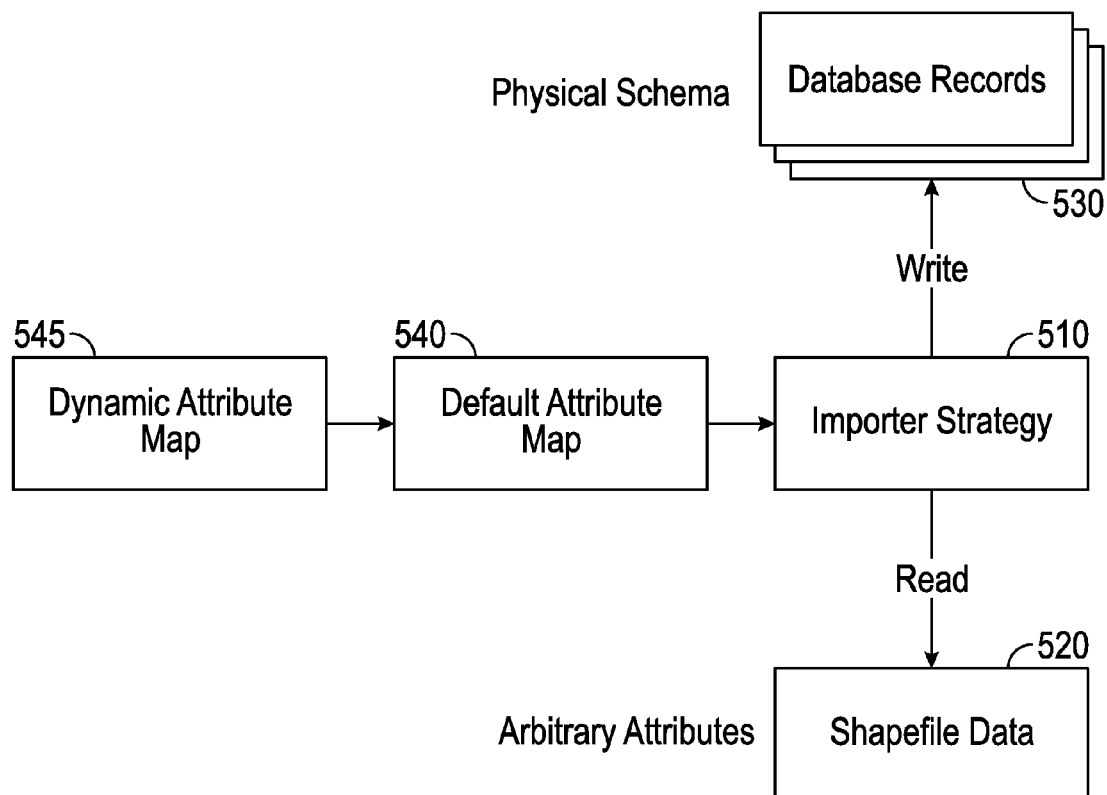 Database Records
Physical Schema
530
Write
545
540
510
Dynamic Attribute
Map
Default Attribute
Map
Importer Strategy
Read
520
Arbitrary Attributes
Shapefile Data